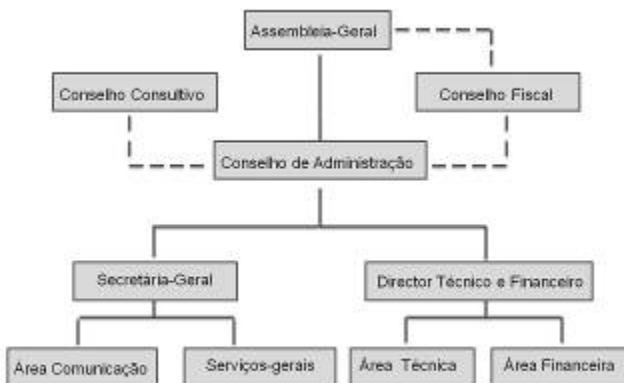 Assembleia-Geral
Conselho Consultivo
Conselho Fiscal
Conselho de Administração
Secretária-Geral
Director Técnico e Financeiro
Área Comunicação
Serviços-gerais
Área Técnica
Área Financeira